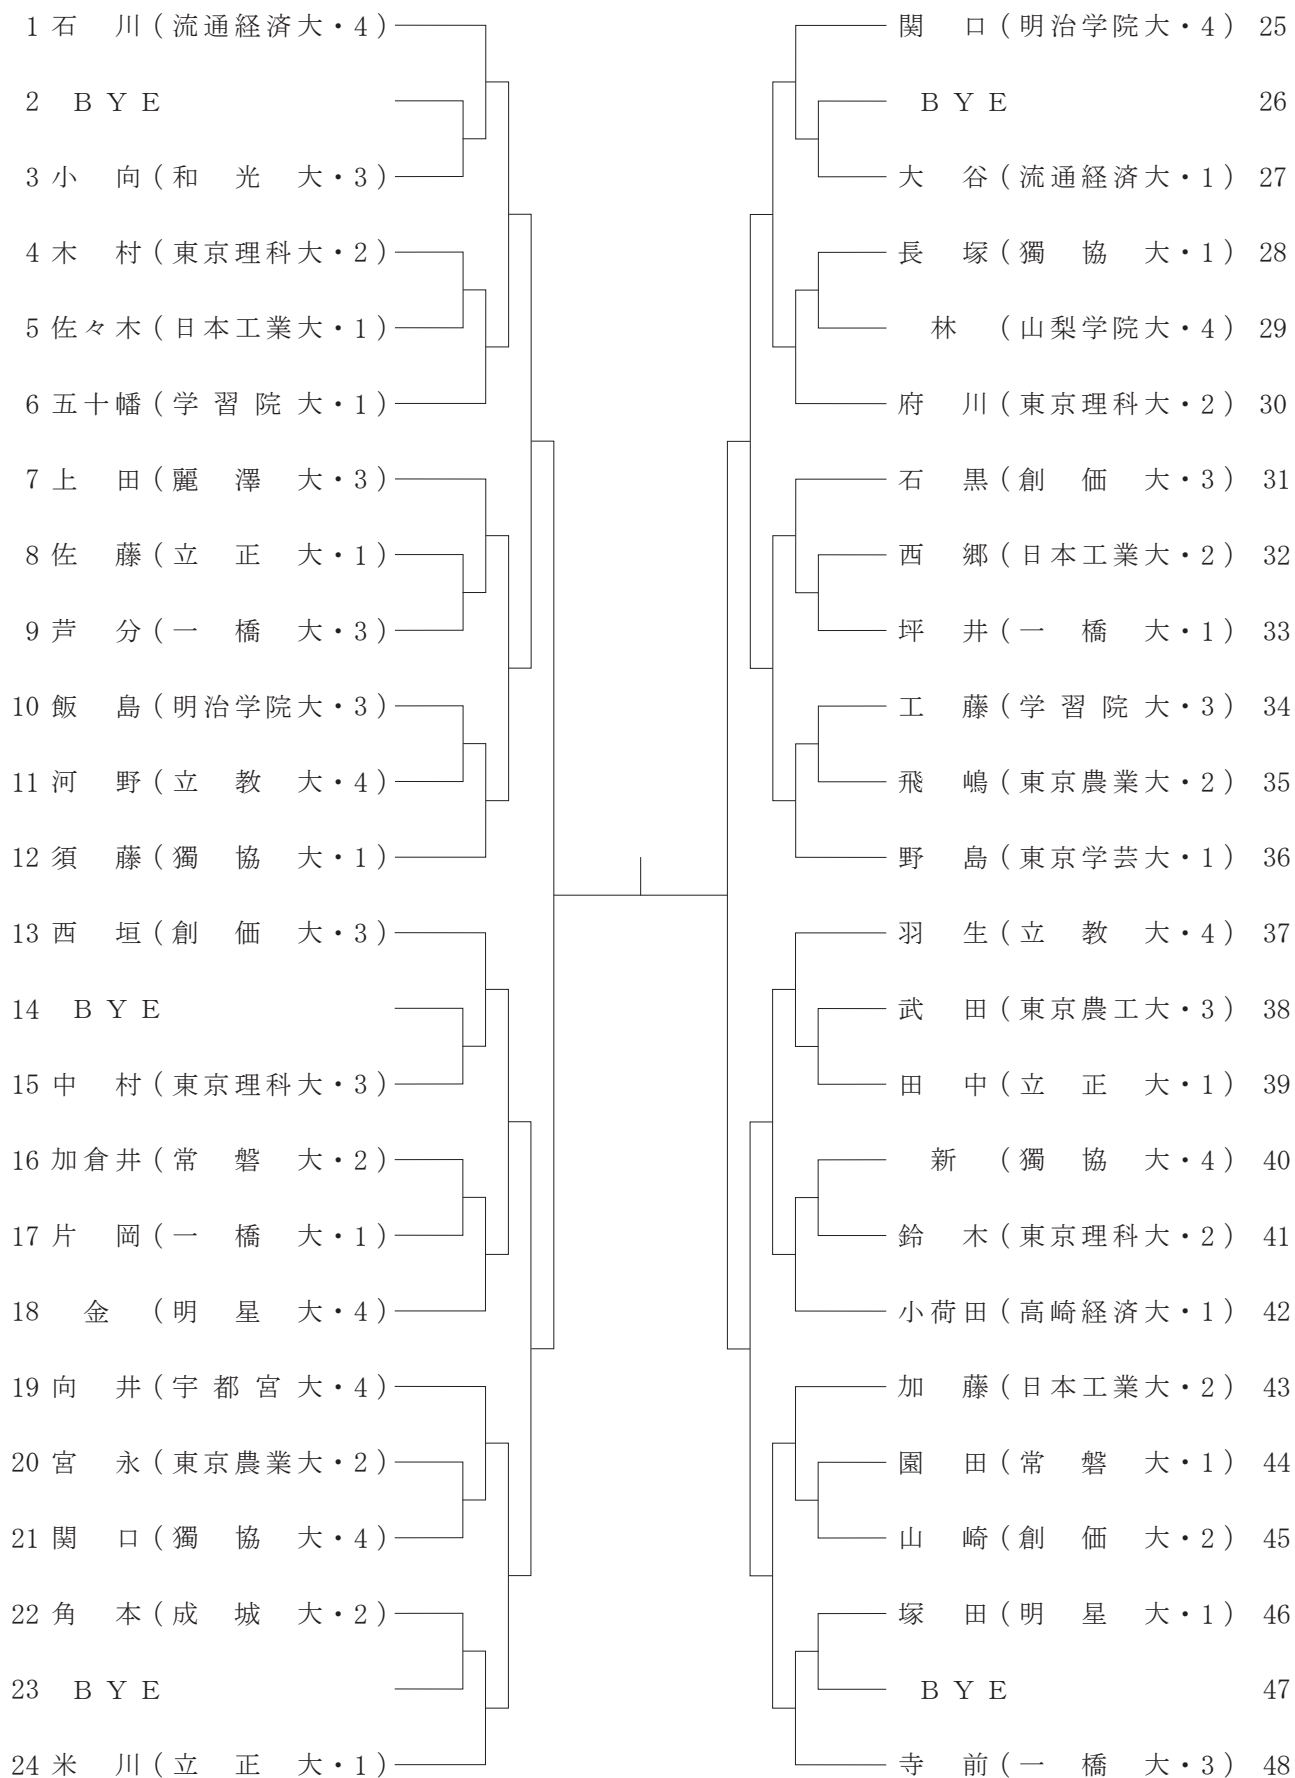 1 石 川 ( 流通経済大・4 )
2 ＢＹＥ
3 小 向 ( 和 光 大・3 )
4 木 村 ( 東京理科大・2 )
5 佐々木 ( 日本工業大・1 )
6 五十幡 ( 学 習 院 大・1 )
7 上 田 ( 麗 澤 大・3 )
8 佐 藤 ( 立 正 大・1 )
9 芦 分 ( 一 橋 大・3 )
10 飯 島 ( 明治学院大・3 )
11 河 野 ( 立 教 大・4 )
12 須 藤 ( 獨 協 大・1 )
13 西 垣 ( 創 価 大・3 )
14 ＢＹＥ
15 中 村 ( 東京理科大・3 )
16 加倉井 ( 常 磐 大・2 )
17 片 岡 ( 一 橋 大・1 )
18 金 ( 明 星 大・4 )
19 向 井 ( 宇 都 宮 大・4 )
20 宮 永 ( 東京農業大・2 )
21 関 口 ( 獨 協 大・4 )
22 角 本 ( 成 城 大・2 )
23 ＢＹＥ
24 米 川 ( 立 正 大・1 )
関 口 ( 明治学院大・4 ) 25
ＢＹＥ 26
大 谷 ( 流通経済大・1 ) 27
長 塚 ( 獨 協 大・1 ) 28
林 ( 山梨学院大・4 ) 29
府 川 ( 東京理科大・2 ) 30
石 黒 ( 創 価 大・3 ) 31
西 郷 ( 日本工業大・2 ) 32
坪 井 ( 一 橋 大・1 ) 33
工 藤 ( 学 習 院 大・3 ) 34
飛 嶋 ( 東京農業大・2 ) 35
野 島 ( 東京学芸大・1 ) 36
羽 生 ( 立 教 大・4 ) 37
武 田 ( 東京農工大・3 ) 38
田 中 ( 立 正 大・1 ) 39
新 ( 獨 協 大・4 ) 40
鈴 木 ( 東京理科大・2 ) 41
小荷田 ( 高崎経済大・1 ) 42
加 藤 ( 日本工業大・2 ) 43
園 田 ( 常 磐 大・1 ) 44
山 崎 ( 創 価 大・2 ) 45
塚 田 ( 明 星 大・1 ) 46
ＢＹＥ 47
寺 前 ( 一 橋 大・3 ) 48